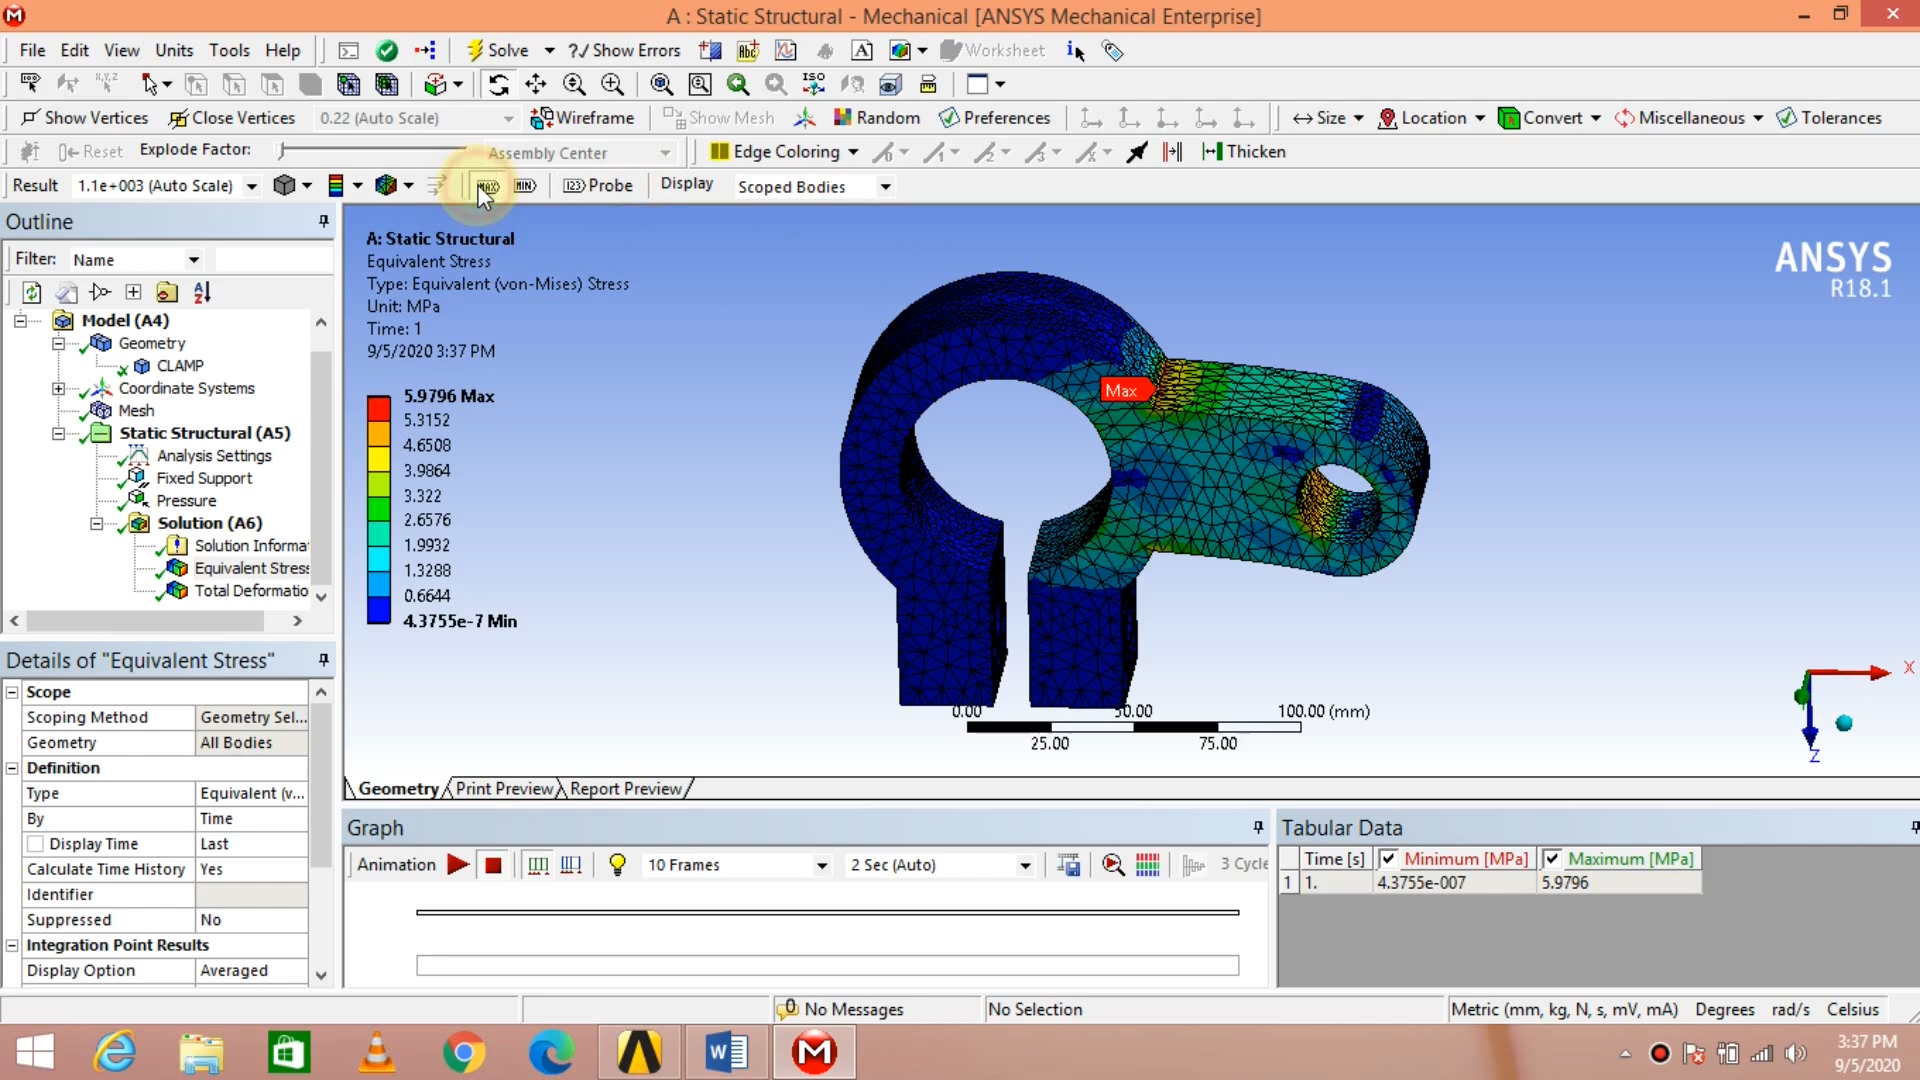 A : Static Structural - Mechanical [ANSYS Mechanical Enterprise]
File Edit View Units Tools Help Solve ?/ Show Errors Worksheet
Show Vertices Close Vertices 0.22 (Auto Scale) Wireframe Show Mesh Random Preferences Size Location Convert Miscellaneous Tolerances
Reset Explode Factor: Assembly Center Edge Coloring Thicken
Result 1.1e+003 (Auto Scale) MAX MIN Probe Display Scoped Bodies
Outline
Filter: Name
Model (A4)
Geometry
CLAMP
Coordinate Systems
Mesh
Static Structural (A5)
Analysis Settings
Fixed Support
Pressure
Solution (A6)
Solution Informa
Equivalent Stress
Total Deformatio
Details of "Equivalent Stress"
Scope
Scoping Method Geometry Sel...
Geometry All Bodies
Definition
Type Equivalent (v...
By Time
Display Time Last
Calculate Time History Yes
Identifier
Suppressed No
Integration Point Results
Display Option Averaged
A: Static Structural
Equivalent Stress
Type: Equivalent (von-Mises) Stress
Unit: MPa
Time: 1
9/5/2020 3:37 PM
5.9796 Max
5.3152
4.6508
3.9864
3.322
2.6576
1.9932
1.3288
0.6644
4.3755e-7 Min
Max
ANSYS
R18.1
0.00 50.00 100.00 (mm)
25.00 75.00
X
Z
Geometry Print Preview Report Preview
Graph
Animation 10 Frames 2 Sec (Auto) 3 Cycle
Tabular Data
Time [s] Minimum [MPa] Maximum [MPa]
1 1. 4.3755e-007 5.9796
No Messages No Selection Metric (mm, kg, N, s, mV, mA) Degrees rad/s Celsius
3:37 PM
9/5/2020